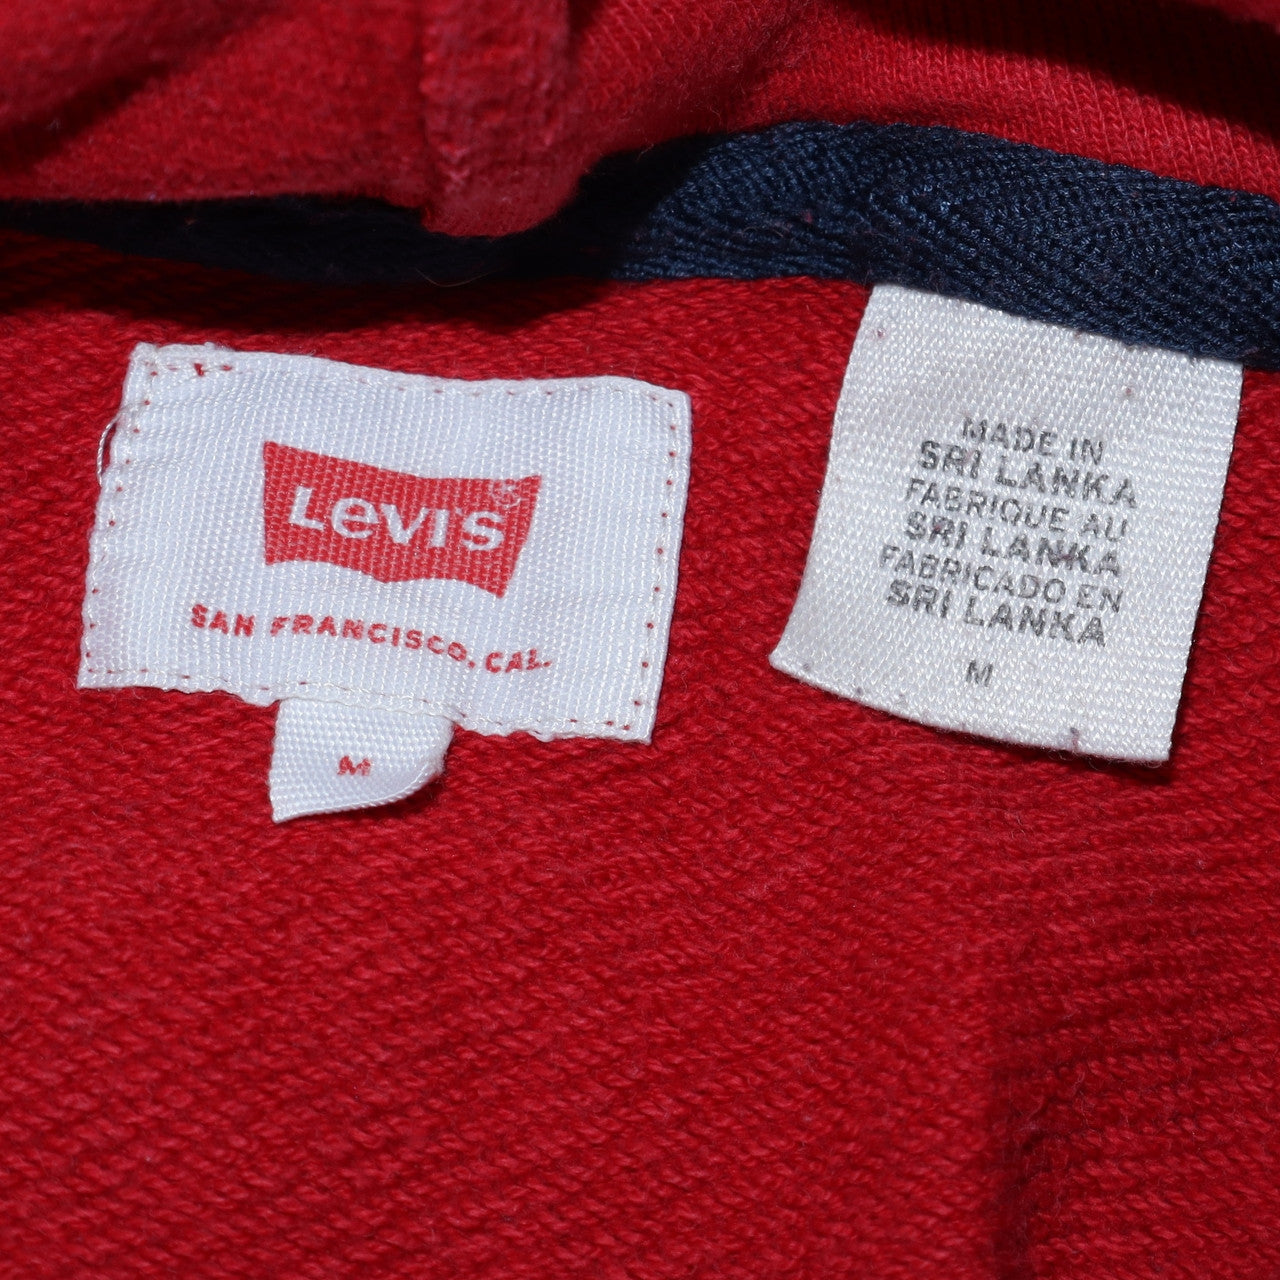 Levi's®
SAN FRANCISCO, CAL.
M
MADE IN
SRI LANKA
FABRIQUE AU
SRI LANKA
FABRICADO EN
SRI LANKA
M